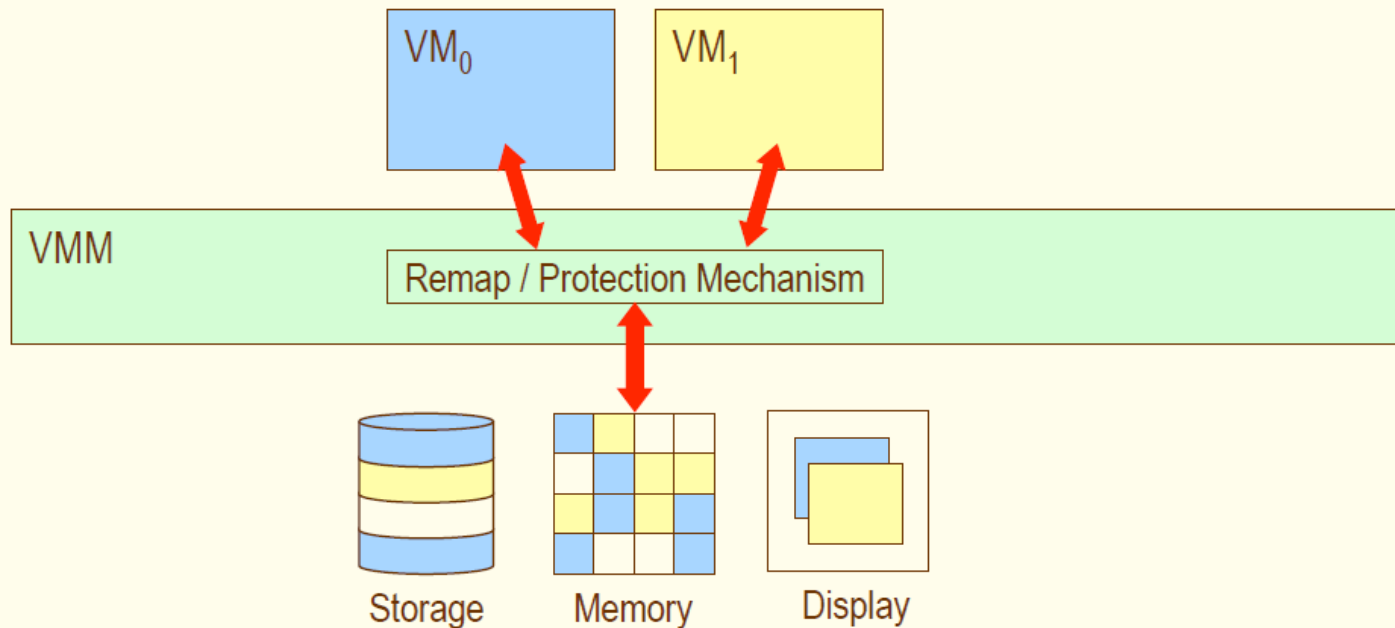 VM₀
VM₁
VMM
Remap / Protection Mechanism
Storage
Memory
Display